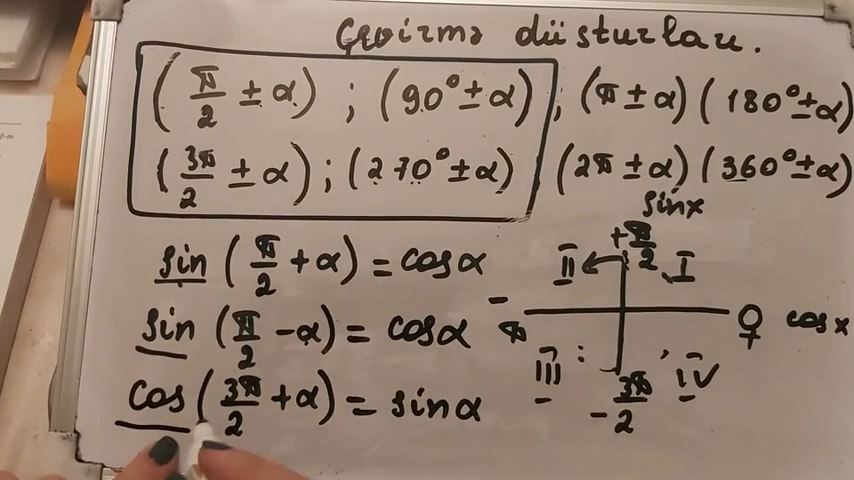 Çevirmə düsturları.
(π/2 ± α) ; (90° ± α) ; (π ± α) (180° ± α)
(3π/2 ± α) ; (270° ± α) (2π ± α) (360° ± α)
sin (π/2 + α) = cosα
sin (π/2 - α) = cosα
cos (3π/2 + α) = sinα
sinx
+ π/2
II I
- π 0 cosx
+
III IV
- 3π/2 -
-